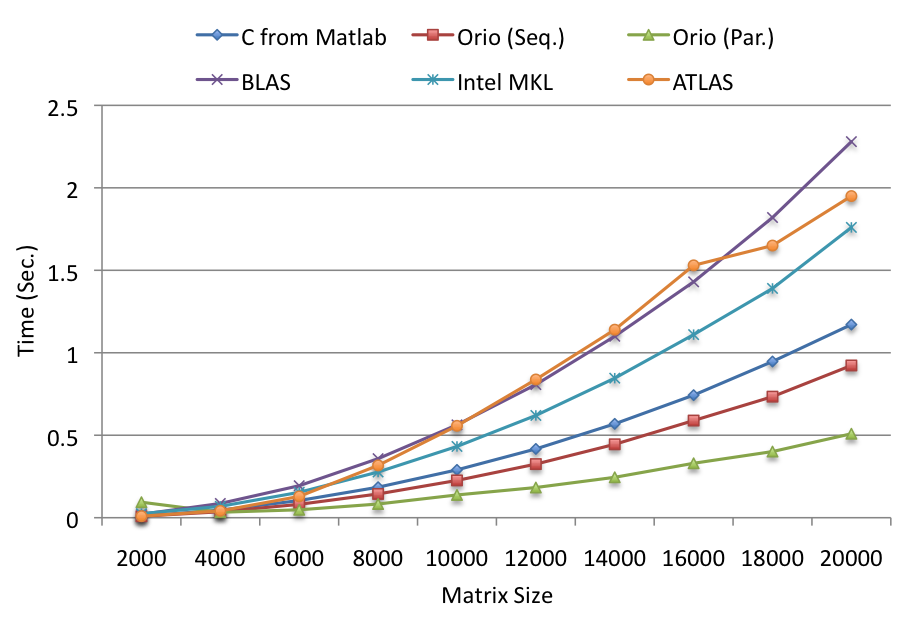 C from Matlab Orio (Seq.) Orio (Par.)
BLAS Intel MKL ATLAS
2.5
2
1.5
1
0.5
0
Time (Sec.)
2000 4000 6000 8000 10000 12000 14000 16000 18000 20000
Matrix Size